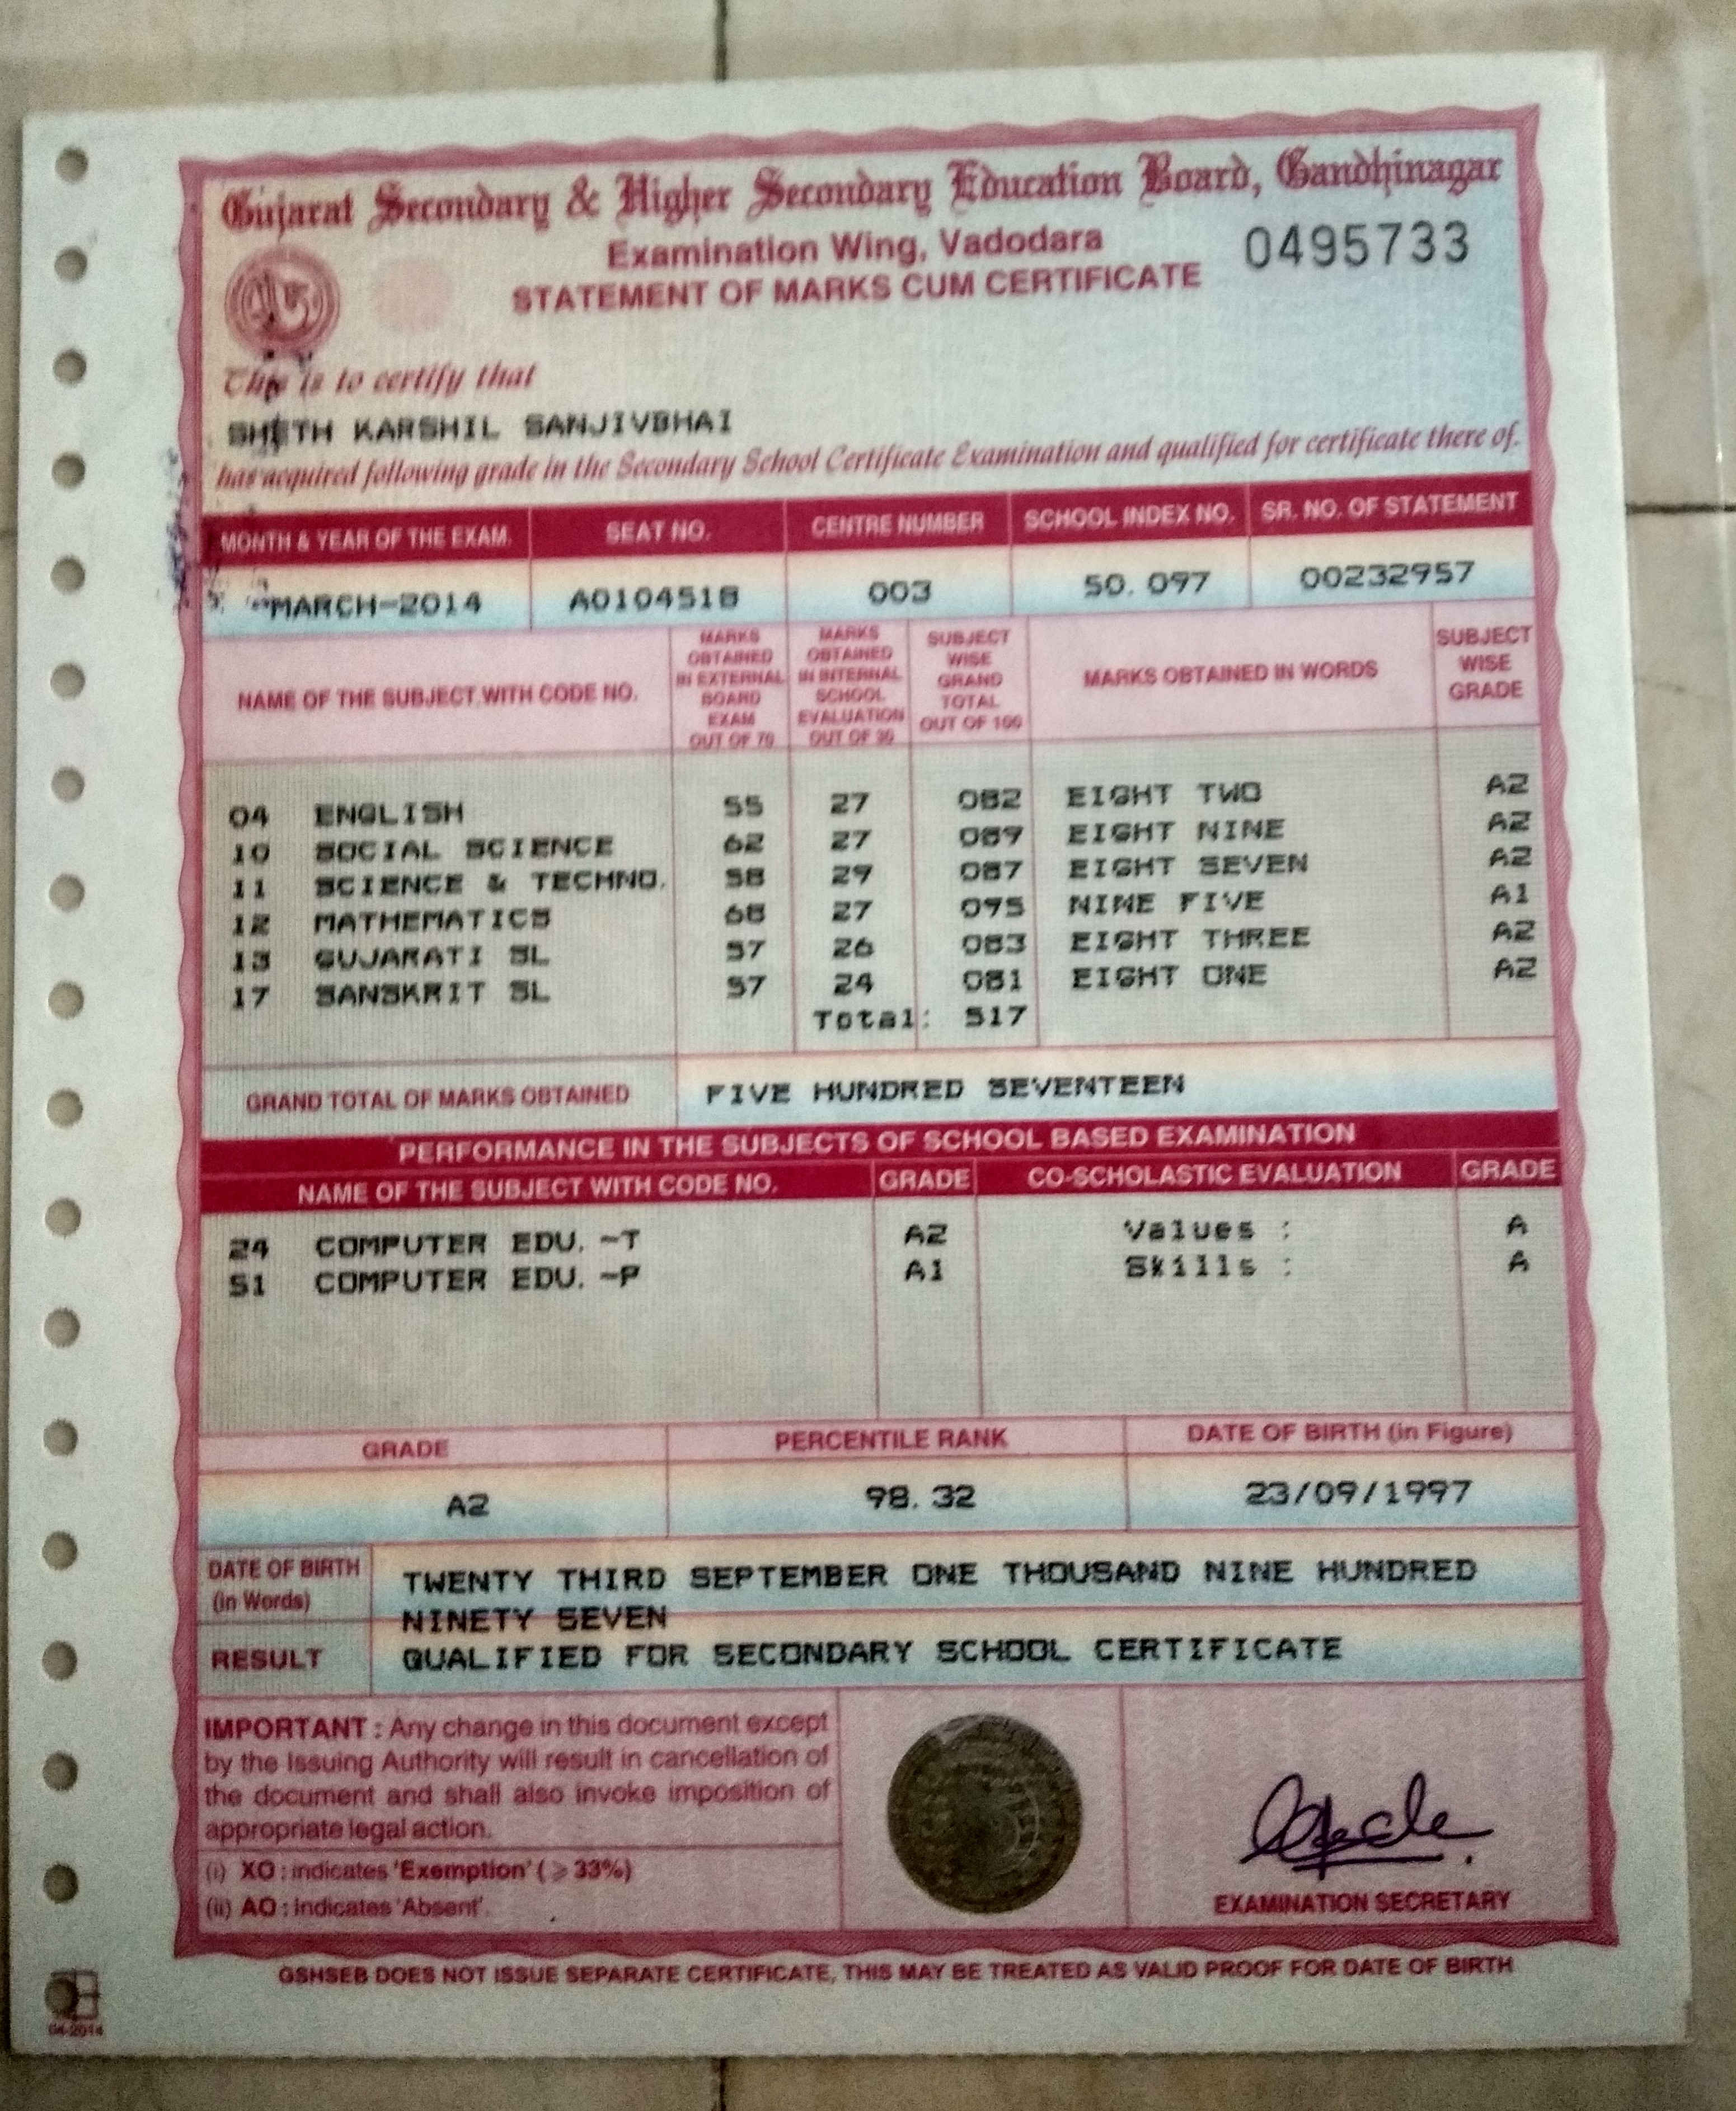 Gujarat Secondary & Higher Secondary Education Board, Gandhinagar
Examination Wing, Vadodara
0495733
STATEMENT OF MARKS CUM CERTIFICATE
This is to certify that
SHETH KARSHIL SANJIVBHAI
has acquired following grade in the Secondary School Certificate Examination and qualified for certificate there of.
MONTH & YEAR OF THE EXAM. SEAT NO. CENTRE NUMBER SCHOOL INDEX NO. SR. NO. OF STATEMENT
MARCH-2014 A0104518 003 50.097 00232957
NAME OF THE SUBJECT WITH CODE NO. MARKS OBTAINED IN EXTERNAL BOARD EXAM OUT OF 70 MARKS OBTAINED IN INTERNAL SCHOOL EVALUATION OUT OF 30 SUBJECT WISE GRAND TOTAL OUT OF 100 MARKS OBTAINED IN WORDS SUBJECT WISE GRADE
04 ENGLISH 55 27 082 EIGHT TWO A2
10 SOCIAL SCIENCE 62 27 089 EIGHT NINE A2
11 SCIENCE & TECHNO. 58 29 087 EIGHT SEVEN A2
12 MATHEMATICS 68 27 095 NINE FIVE A1
13 GUJARATI SL 57 26 083 EIGHT THREE A2
17 SANSKRIT SL 57 24 081 EIGHT ONE A2
Total: 517
GRAND TOTAL OF MARKS OBTAINED FIVE HUNDRED SEVENTEEN
PERFORMANCE IN THE SUBJECTS OF SCHOOL BASED EXAMINATION
NAME OF THE SUBJECT WITH CODE NO. GRADE CO-SCHOLASTIC EVALUATION GRADE
24 COMPUTER EDU. -T A2 Values : A
51 COMPUTER EDU. -P A1 Skills : A
GRADE PERCENTILE RANK DATE OF BIRTH (in Figure)
A2 98.32 23/09/1997
DATE OF BIRTH (in Words) TWENTY THIRD SEPTEMBER ONE THOUSAND NINE HUNDRED
NINETY SEVEN
RESULT QUALIFIED FOR SECONDARY SCHOOL CERTIFICATE
IMPORTANT : Any change in this document except
by the Issuing Authority will result in cancellation of
the document and shall also invoke imposition of
appropriate legal action.
(i) XO : indicates 'Exemption' (⩾ 33%)
(ii) AO : Indicates 'Absent'.
EXAMINATION SECRETARY
GSHSEB DOES NOT ISSUE SEPARATE CERTIFICATE, THIS MAY BE TREATED AS VALID PROOF FOR DATE OF BIRTH
04-2014